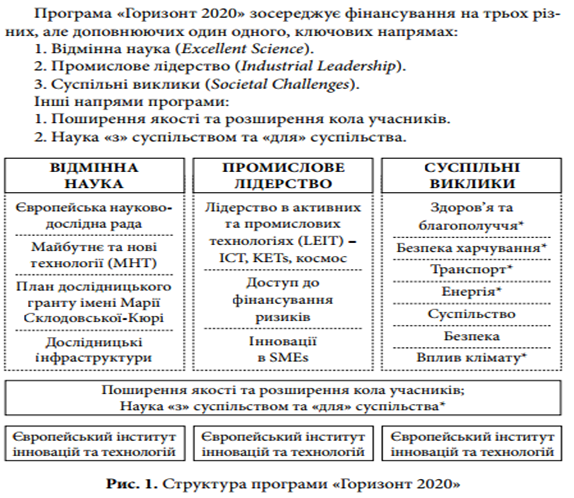 Програма «Горизонт 2020» зосереджує фінансування на трьох різ-
них, але доповнюючих один одного, ключових напрямах:
1. Відмінна наука (Excellent Science).
2. Промислове лідерство (Industrial Leadership).
3. Суспільні виклики (Societal Challenges).
Інші напрями програми:
1. Поширення якості та розширення кола учасників.
2. Наука «з» суспільством та «для» суспільства.
ВІДМІННА
НАУКА
Європейська науково-
дослідна рада
Майбутнє та нові
технології (МНТ)
План дослідницького
гранту імені Марії
Склодовської-Кюрі
Дослідницькі
інфраструктури
ПРОМИСЛОВЕ
ЛІДЕРСТВО
Лідерство в активних
та промислових
технологіях (LEIT) –
ICT, KETs, космос
Доступ до
фінансування
ризиків
Інновації
в SMEs
СУСПІЛЬНІ
ВИКЛИКИ
Здоров’я та
благополуччя*
Безпека харчування*
Транспорт*
Енергія*
Суспільство
Безпека
Вплив клімату*
Поширення якості та розширення кола учасників;
Наука «з» суспільством та «для» суспільства*
Європейський інститут
інновацій та технологій
Європейський інститут
інновацій та технологій
Європейський інститут
інновацій та технологій
Рис. 1. Структура програми «Горизонт 2020»